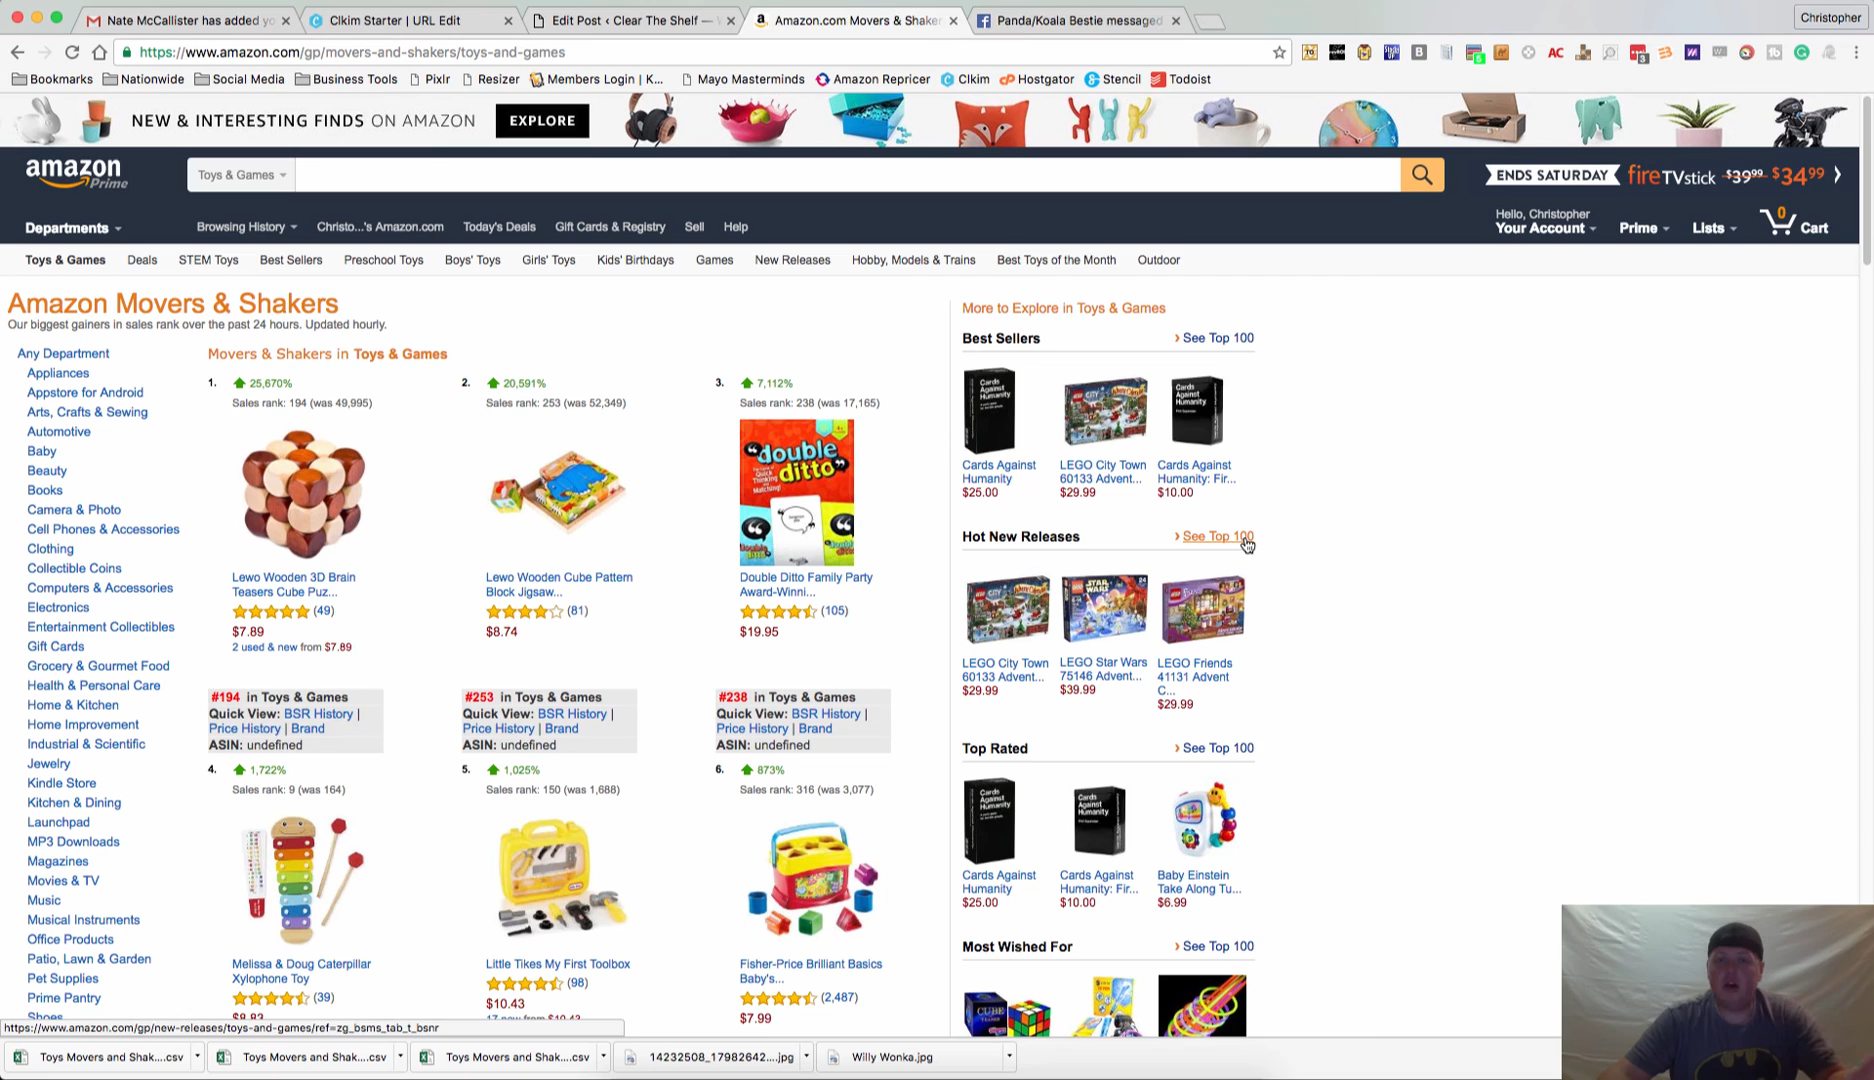 Nate McCallister has added yo
Clkim Starter | URL Edit
Edit Post ‹ Clear The Shelf —
Amazon.com Movers & Shaker
Panda/Koala Bestie messaged
Christopher
https://www.amazon.com/gp/movers-and-shakers/toys-and-games
Bookmarks Nationwide Social Media Business Tools Pixlr Resizer Members Login | K... Mayo Masterminds Amazon Repricer Clkim Hostgator Stencil Todoist
NEW & INTERESTING FINDS ON AMAZON EXPLORE
amazon Prime
Toys & Games
ENDS SATURDAY fireTVstick $39.99 $34.99
Departments
Browsing History Christo...'s Amazon.com Today's Deals Gift Cards & Registry Sell Help
Hello, Christopher
Your Account Prime Lists 0 Cart
Toys & Games Deals STEM Toys Best Sellers Preschool Toys Boys' Toys Girls' Toys Kids' Birthdays Games New Releases Hobby, Models & Trains Best Toys of the Month Outdoor
Amazon Movers & Shakers
Our biggest gainers in sales rank over the past 24 hours. Updated hourly.
Any Department
Appliances
Appstore for Android
Arts, Crafts & Sewing
Automotive
Baby
Beauty
Books
Camera & Photo
Cell Phones & Accessories
Clothing
Collectible Coins
Computers & Accessories
Electronics
Entertainment Collectibles
Gift Cards
Grocery & Gourmet Food
Health & Personal Care
Home & Kitchen
Home Improvement
Industrial & Scientific
Jewelry
Kindle Store
Kitchen & Dining
Launchpad
MP3 Downloads
Magazines
Movies & TV
Music
Musical Instruments
Office Products
Patio, Lawn & Garden
Pet Supplies
Prime Pantry
Shoes
Movers & Shakers in Toys & Games
1. 25,670%
Sales rank: 194 (was 49,995)
Lewo Wooden 3D Brain
Teasers Cube Puz...
(49)
$7.89
2 used & new from $7.89
#194 in Toys & Games
Quick View: BSR History |
Price History | Brand
ASIN: undefined
2. 20,591%
Sales rank: 253 (was 52,349)
Lewo Wooden Cube Pattern
Block Jigsaw...
(81)
$8.74
#253 in Toys & Games
Quick View: BSR History |
Price History | Brand
ASIN: undefined
3. 7,112%
Sales rank: 238 (was 17,165)
double
ditto
Double Ditto Family Party
Award-Winni...
(105)
$19.95
#238 in Toys & Games
Quick View: BSR History |
Price History | Brand
ASIN: undefined
4. 1,722%
Sales rank: 9 (was 164)
Melissa & Doug Caterpillar
Xylophone Toy
(39)
$8.83
5. 1,025%
Sales rank: 150 (was 1,688)
Little Tikes My First Toolbox
(98)
$10.43
17 new from $10.43
6. 873%
Sales rank: 316 (was 3,077)
Fisher-Price Brilliant Basics
Baby's...
(2,487)
$7.99
More to Explore in Toys & Games
Best Sellers › See Top 100
Cards
Against
Humanity
Cards
Against
Humanity
Cards Against
Humanity
$25.00
LEGO City Town
60133 Advent...
$29.99
Cards Against
Humanity: Fir...
$10.00
Hot New Releases › See Top 100
LEGO City Town
60133 Advent...
$29.99
LEGO Star Wars
75146 Advent...
$39.99
LEGO Friends
41131 Advent
C...
$29.99
Top Rated › See Top 100
Cards
Against
Humanity
Cards
Against
Humanity
Cards Against
Humanity
$25.00
Cards Against
Humanity: Fir...
$10.00
Baby Einstein
Take Along Tu...
$6.99
Most Wished For › See Top 100
CUBE
https://www.amazon.com/gp/new-releases/toys-and-games/ref=zg_bsms_tab_t_bsnr
Toys Movers and Shak....csv
Toys Movers and Shak....csv
Toys Movers and Shak....csv
14232508_17982642....jpg
Willy Wonka.jpg